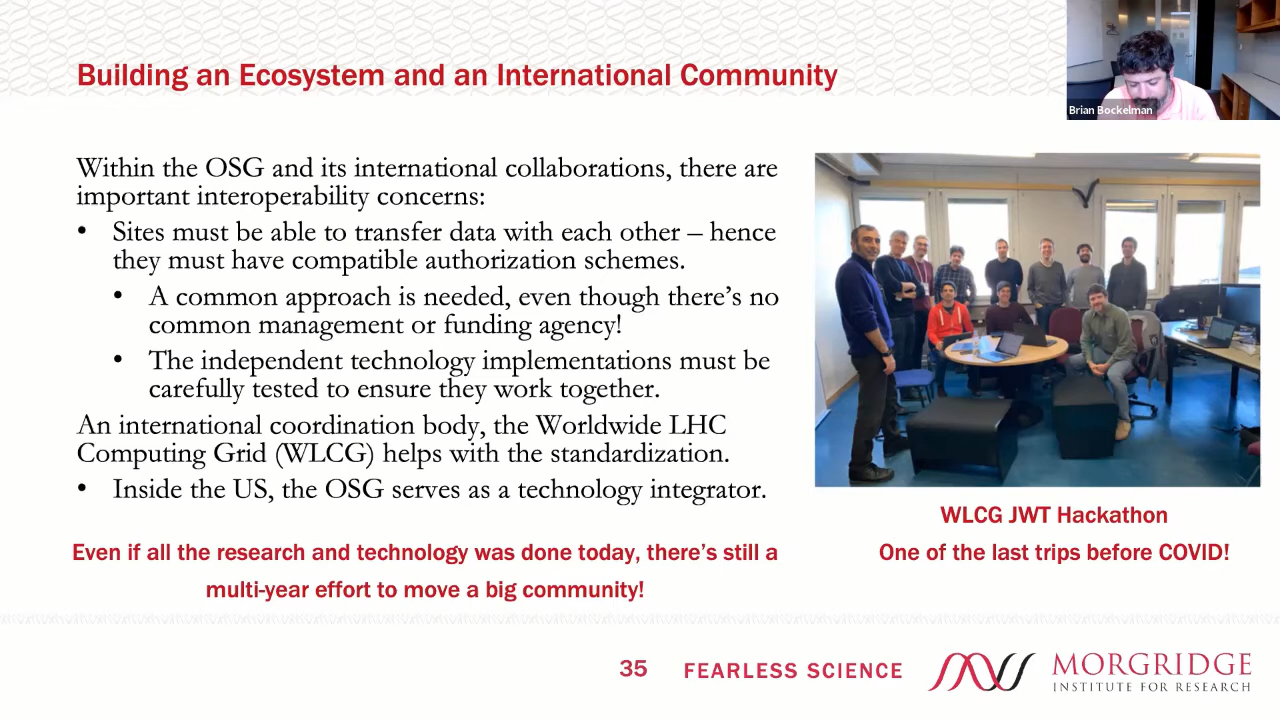 Building an Ecosystem and an International Community
Brian Bockelman
Within the OSG and its international collaborations, there are
important interoperability concerns:
• Sites must be able to transfer data with each other – hence
they must have compatible authorization schemes.
• A common approach is needed, even though there’s no
common management or funding agency!
• The independent technology implementations must be
carefully tested to ensure they work together.
An international coordination body, the Worldwide LHC
Computing Grid (WLCG) helps with the standardization.
• Inside the US, the OSG serves as a technology integrator.
Even if all the research and technology was done today, there’s still a
multi-year effort to move a big community!
WLCG JWT Hackathon
One of the last trips before COVID!
35
FEARLESS SCIENCE
MORGRIDGE
INSTITUTE FOR RESEARCH